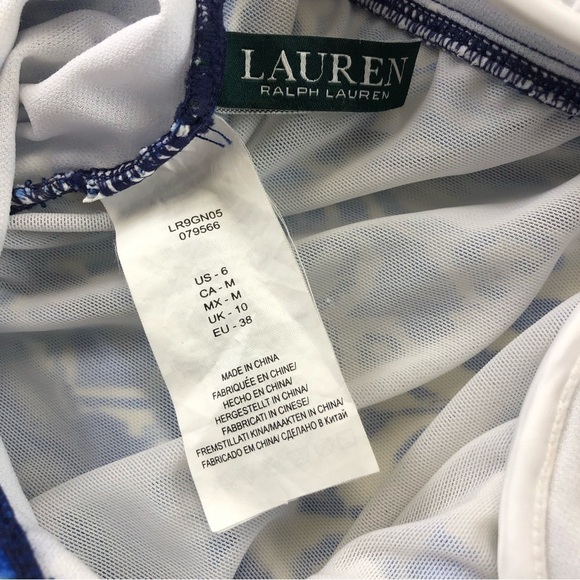 LAUREN
RALPH LAUREN
LR9GN05
079566
US - 6
CA - M
MX - M
UK - 10
EU - 38
MADE IN CHINA
FABRIQUÉE EN CHINE/
HECHO EN CHINA/
HERGESTELLT IN CHINA/
FABBRICATI IN CINESE/
FREMSTILLATI KINA/MAAKTEN IN CHINA/
FABRICADO EM CHINA/ СДЕЛАНО В Китай